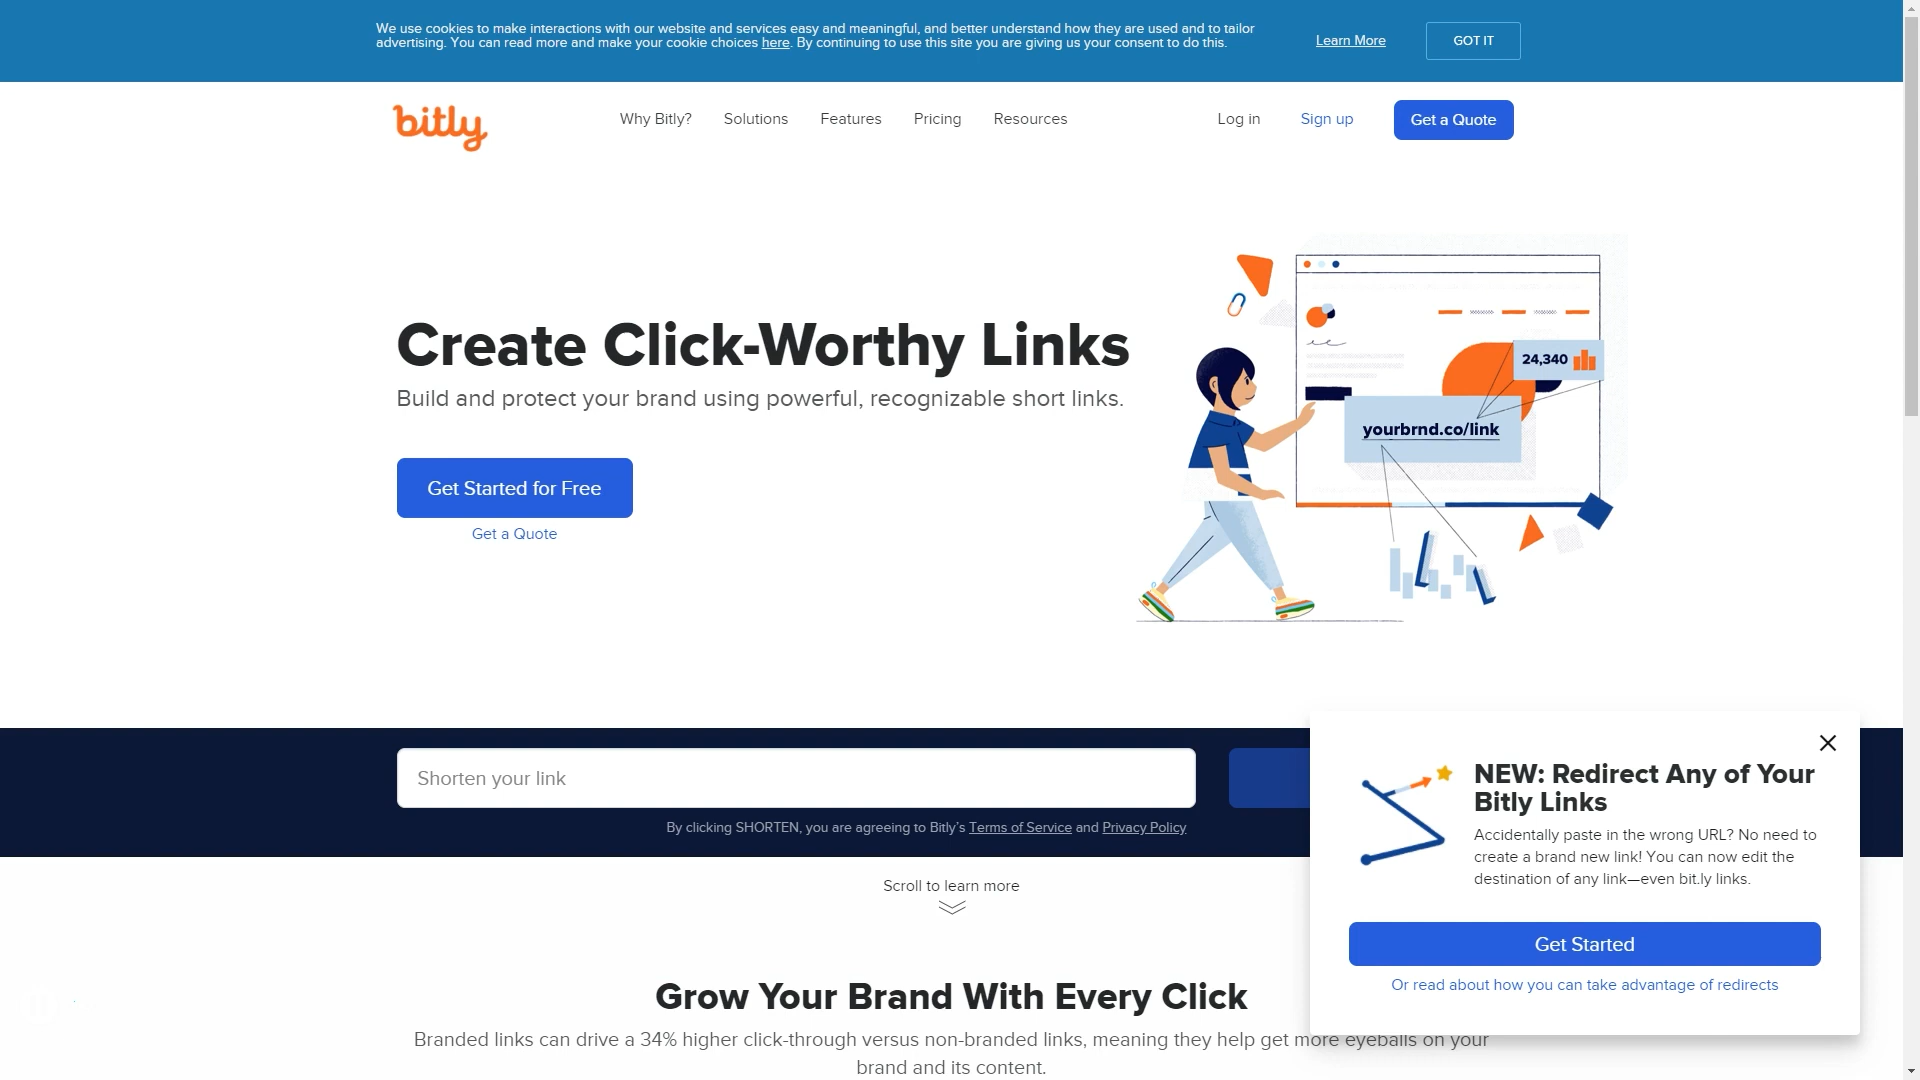 We use cookies to make interactions with our website and services easy and meaningful, and better understand how they are used and to tailor
advertising. You can read more and make your cookie choices here. By continuing to use this site you are giving us your consent to do this.
Learn More
GOT IT
bitly
Why Bitly?
Solutions
Features
Pricing
Resources
Log in
Sign up
Get a Quote
Create Click-Worthy Links
Build and protect your brand using powerful, recognizable short links.
Get Started for Free
Get a Quote
24,340
yourbrnd.co/link
Shorten your link
By clicking SHORTEN, you are agreeing to Bitly's Terms of Service and Privacy Policy
Scroll to learn more
Grow Your Brand With Every Click
Branded links can drive a 34% higher click-through versus non-branded links, meaning they help get more eyeballs on your
brand and its content.
NEW: Redirect Any of Your
Bitly Links
Accidentally paste in the wrong URL? No need to
create a brand new link! You can now edit the
destination of any link—even bit.ly links.
Get Started
Or read about how you can take advantage of redirects